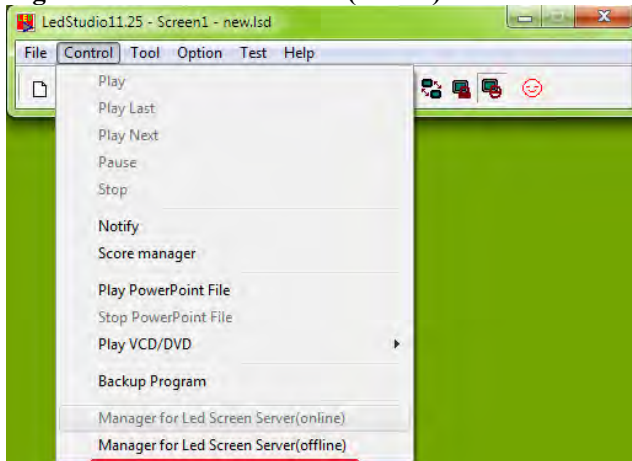 LedStudio11.25 - Screen1 - new.lsd
File Control Tool Option Test Help
Play
Play Last
Play Next
Pause
Stop
Notify
Score manager
Play PowerPoint File
Stop PowerPoint File
Play VCD/DVD
Backup Program
Manager for Led Screen Server(online)
Manager for Led Screen Server(offline)